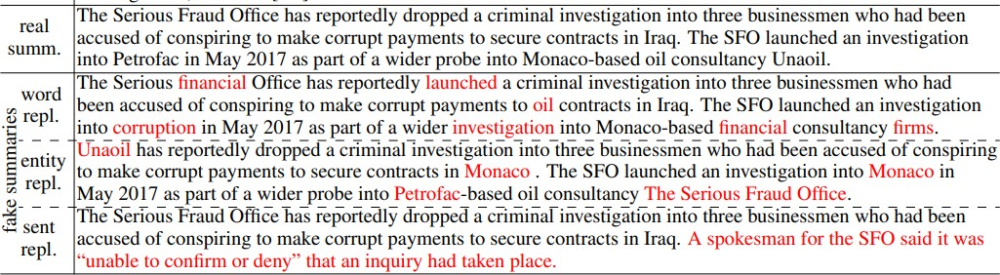 real summ.
The Serious Fraud Office has reportedly dropped a criminal investigation into three businessmen who had been
accused of conspiring to make corrupt payments to secure contracts in Iraq. The SFO launched an investigation
into Petrofac in May 2017 as part of a wider probe into Monaco-based oil consultancy Unaoil.
fake summaries
word repl.
The Serious financial Office has reportedly launched a criminal investigation into three businessmen who had
been accused of conspiring to make corrupt payments to oil contracts in Iraq. The SFO launched an investigation
into corruption in May 2017 as part of a wider investigation into Monaco-based financial consultancy firms.
entity repl.
Unaoil has reportedly dropped a criminal investigation into three businessmen who had been accused of conspiring
to make corrupt payments to secure contracts in Monaco . The SFO launched an investigation into Monaco in
May 2017 as part of a wider probe into Petrofac-based oil consultancy The Serious Fraud Office.
sent repl.
The Serious Fraud Office has reportedly dropped a criminal investigation into three businessmen who had been
accused of conspiring to make corrupt payments to secure contracts in Iraq. A spokesman for the SFO said it was
“unable to confirm or deny” that an inquiry had taken place.